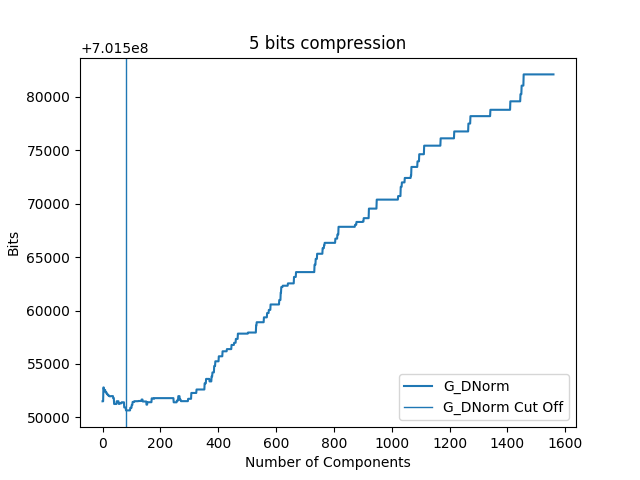 5 bits compression
+7.015e8
80000
75000
70000
65000
60000
55000
50000
Bits
0 200 400 600 800 1000 1200 1400 1600
Number of Components
G_DNorm
G_DNorm Cut Off